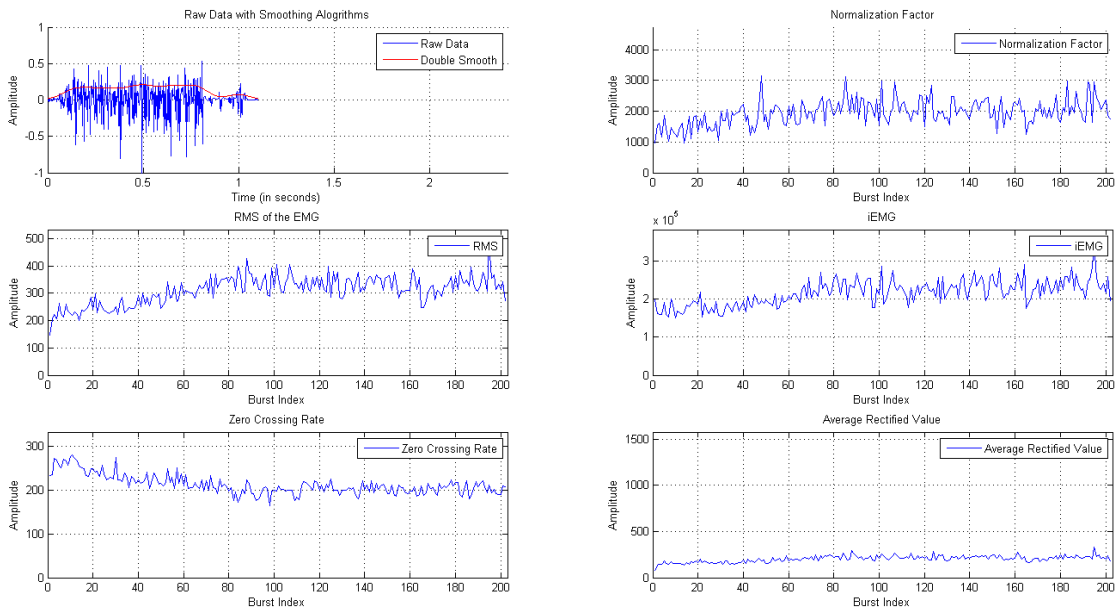 Raw Data with Smoothing Alogrithms
1
0.5
0
-0.5
-1
Amplitude
Raw Data
Double Smooth
0 0.5 1 1.5 2
Time (in seconds)
Normalization Factor
4000
3000
2000
1000
0
Amplitude
Normalization Factor
0 20 40 60 80 100 120 140 160 180 200
Burst Index
RMS of the EMG
500
400
300
200
100
0
Amplitude
RMS
0 20 40 60 80 100 120 140 160 180 200
Burst Index
iEMG
x 10^5
3
2
1
0
Amplitude
iEMG
0 20 40 60 80 100 120 140 160 180 200
Burst Index
Zero Crossing Rate
300
200
100
0
Amplitude
Zero Crossing Rate
0 20 40 60 80 100 120 140 160 180 200
Burst Index
Average Rectified Value
1500
1000
500
0
Amplitude
Average Rectified Value
0 20 40 60 80 100 120 140 160 180 200
Burst Index